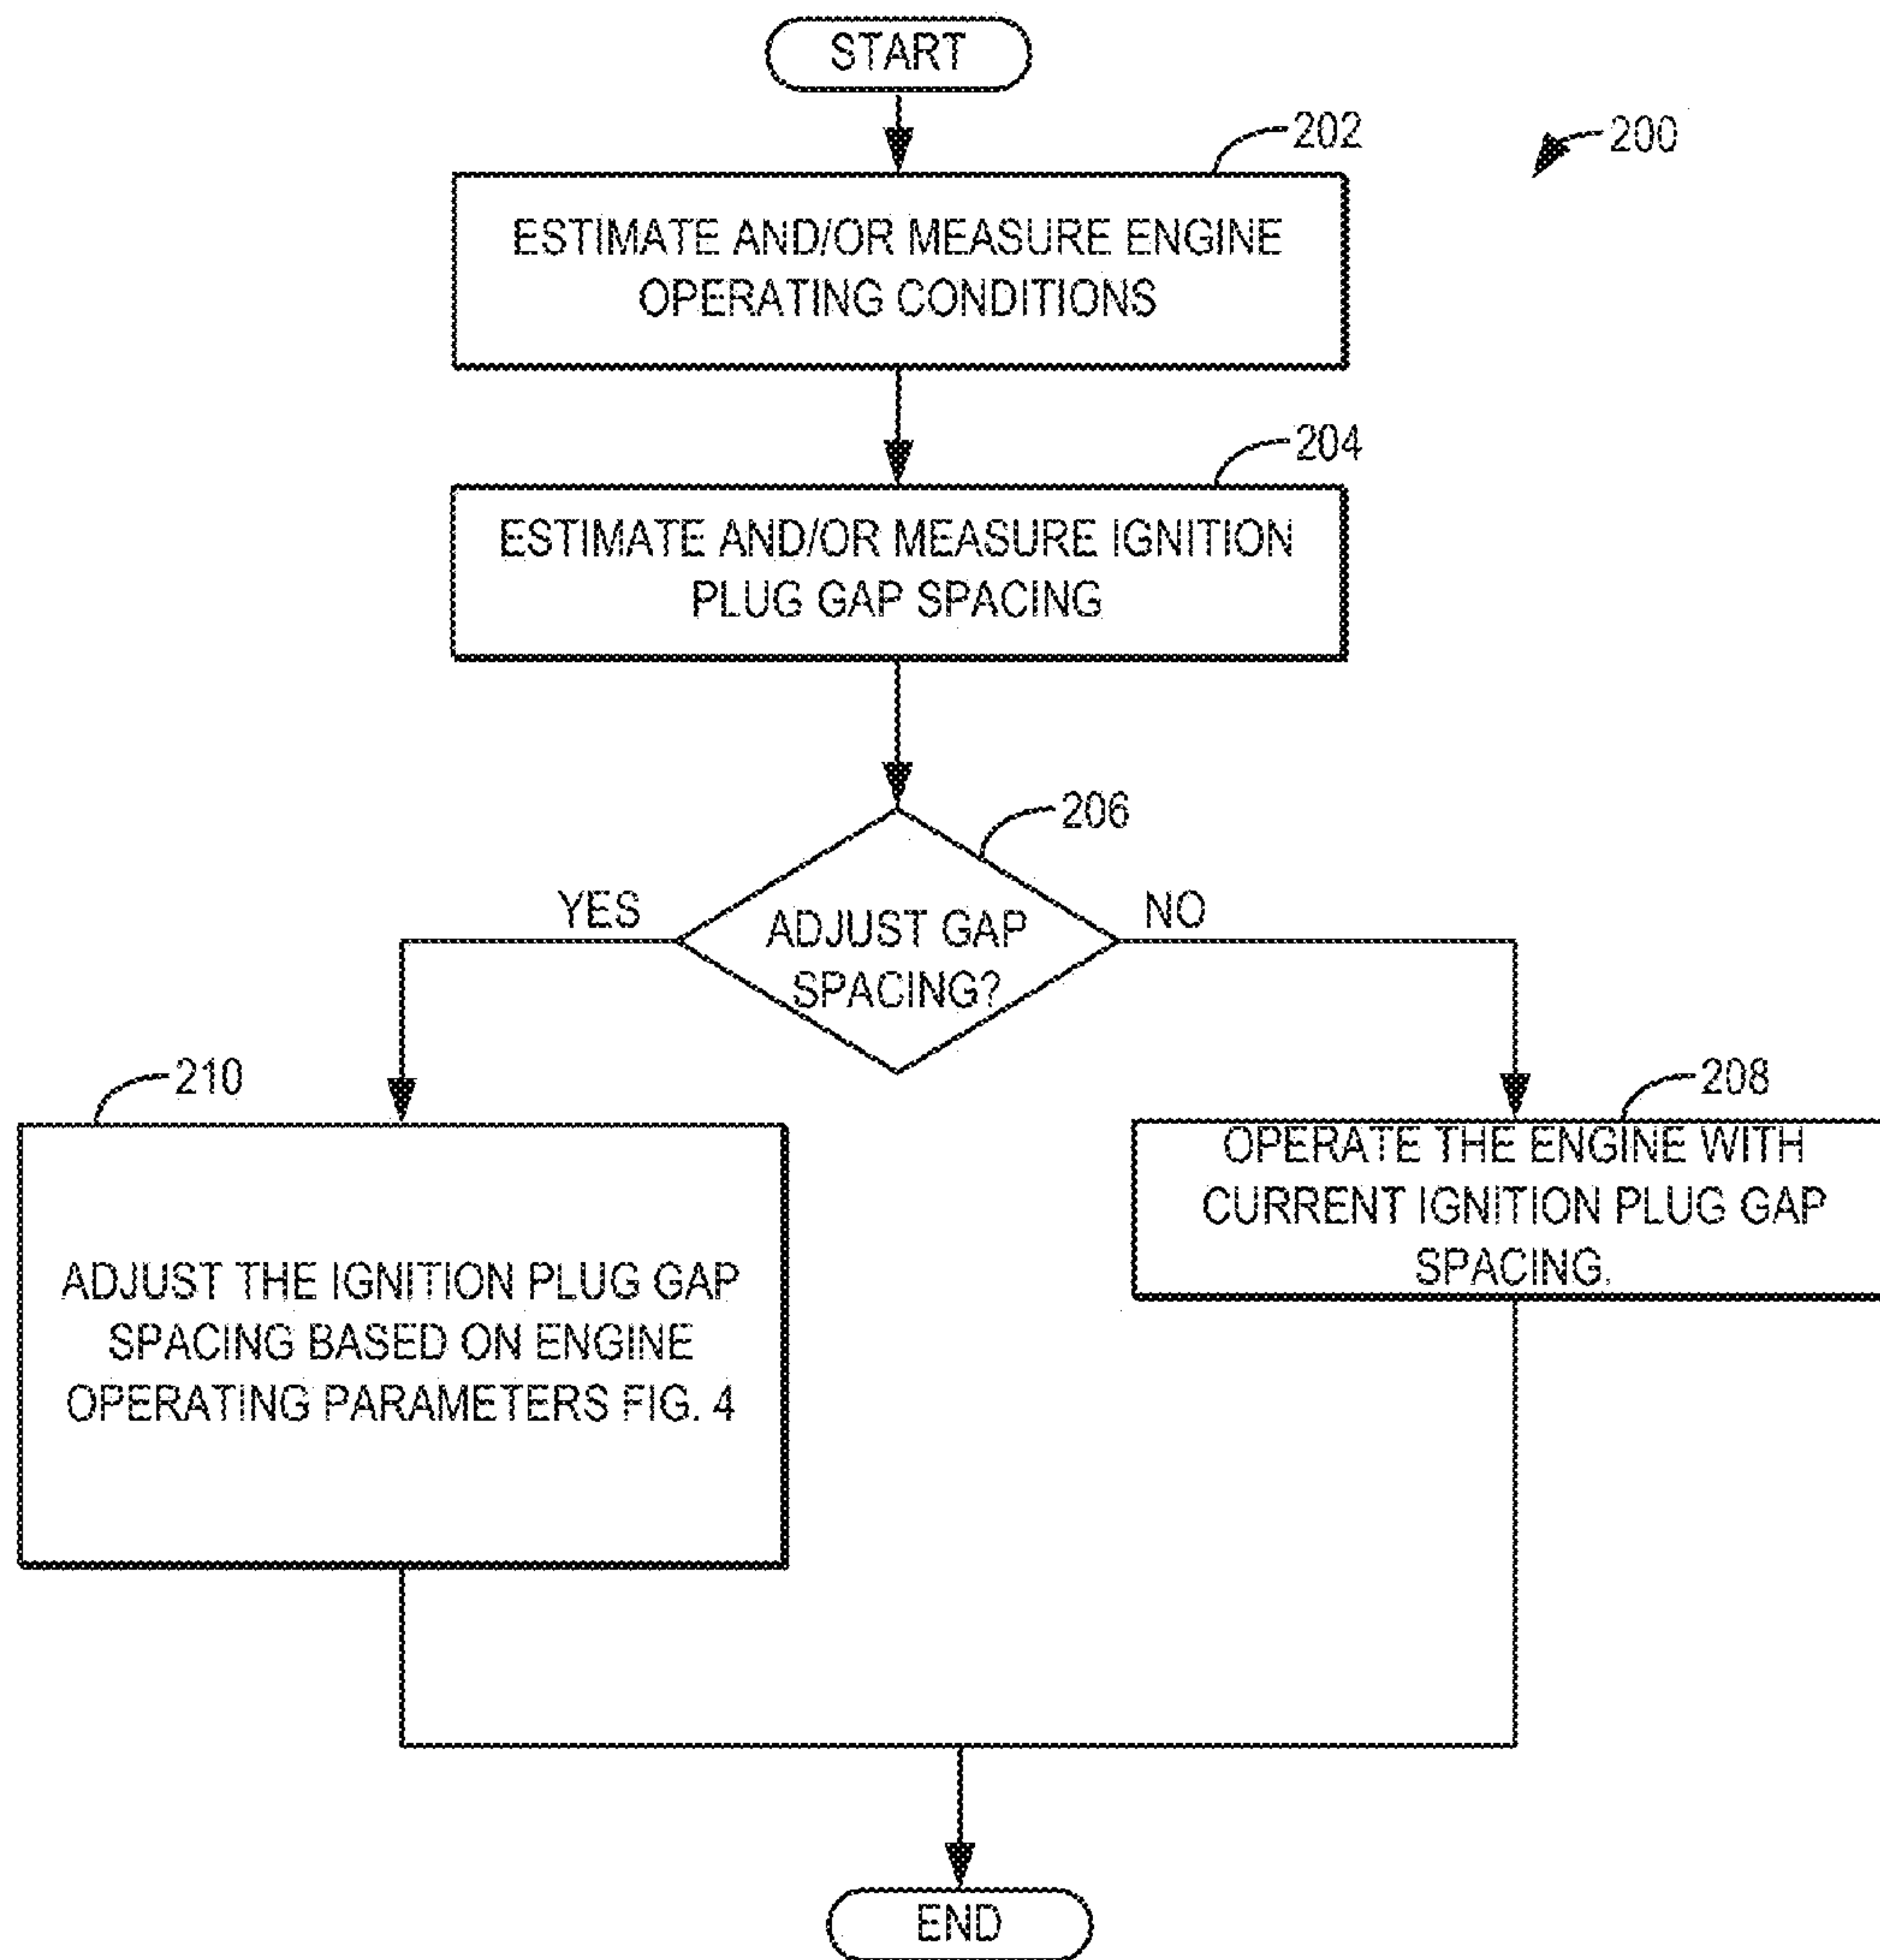 START
202
200
ESTIMATE AND/OR MEASURE ENGINE
OPERATING CONDITIONS
204
ESTIMATE AND/OR MEASURE IGNITION
PLUG GAP SPACING
206
YES
NO
ADJUST GAP
SPACING?
210
208
OPERATE THE ENGINE WITH
CURRENT IGNITION PLUG GAP
SPACING.
ADJUST THE IGNITION PLUG GAP
SPACING BASED ON ENGINE
OPERATING PARAMETERS FIG. 4
END